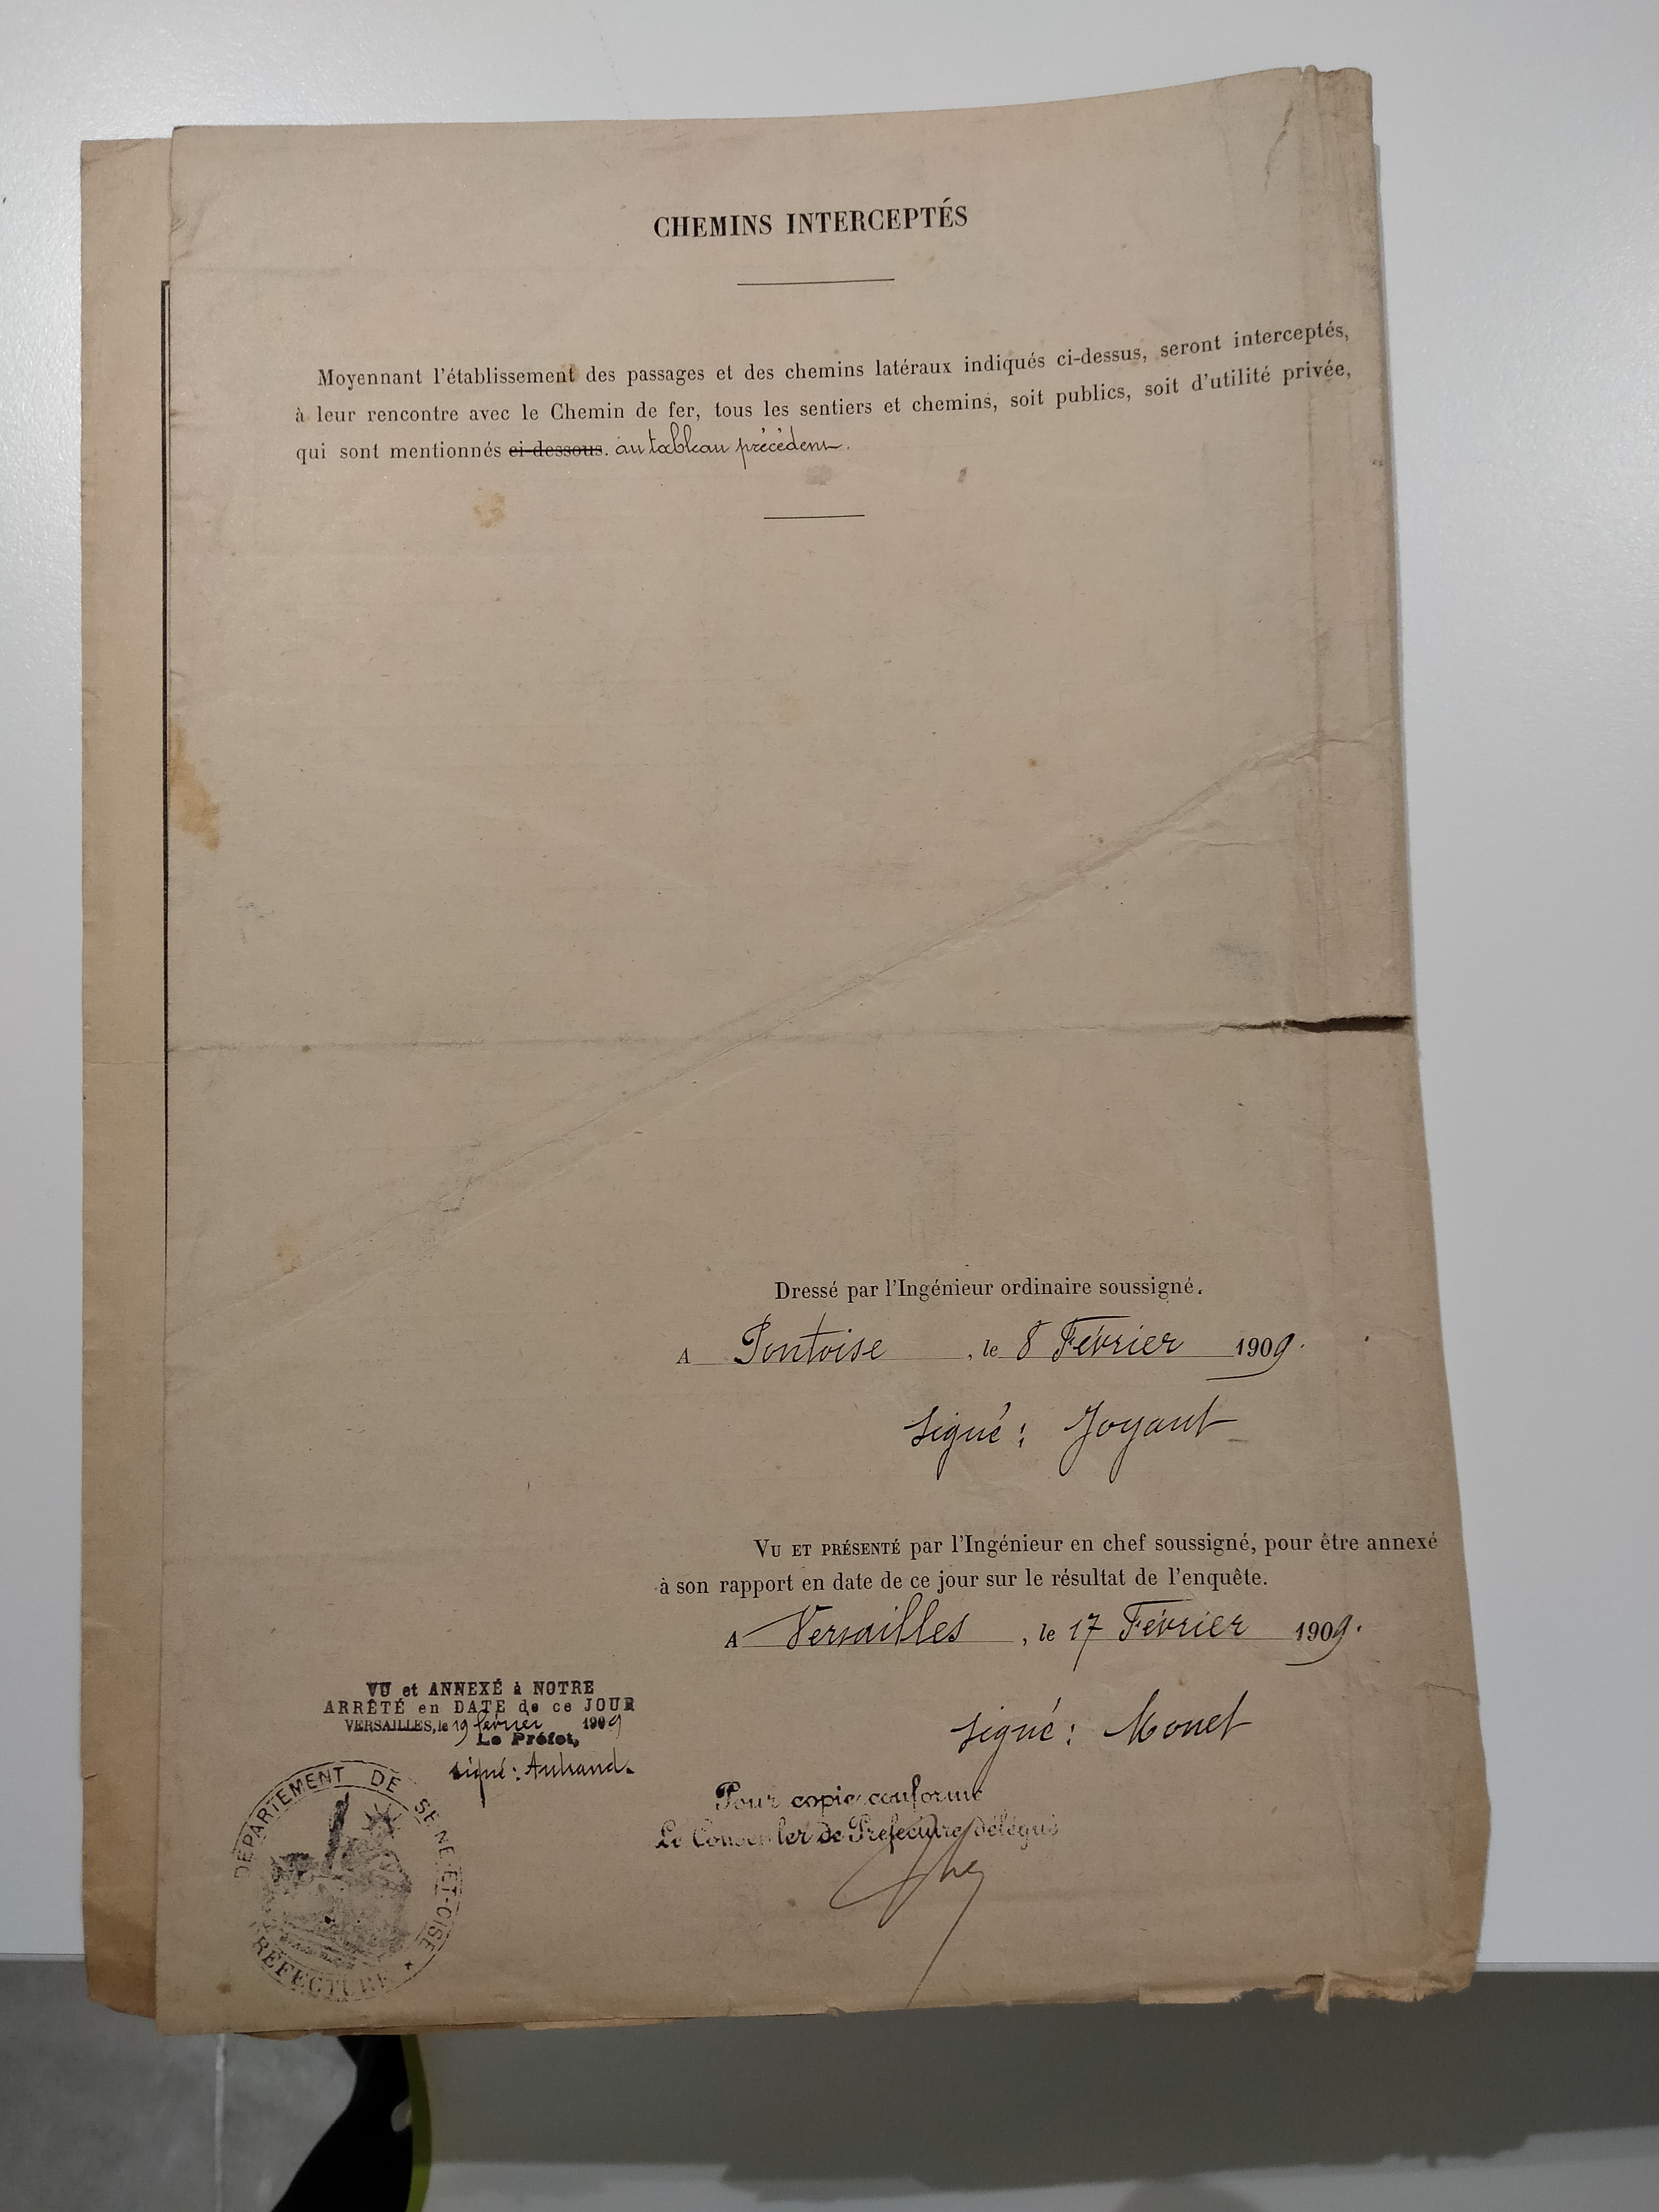 CHEMINS INTERCEPTÉS
Moyennant l'établissement des passages et des chemins latéraux indiqués ci-dessus, seront interceptés,
à leur rencontre avec le Chemin de fer, tous les sentiers et chemins, soit publics, soit d'utilité privée,
qui sont mentionnés ci-dessous. au tableau précédent.
Dressé par l'Ingénieur ordinaire soussigné.
A Pontoise, le 8 Février 1909.
Signé : Joyant
VU ET PRÉSENTÉ par l'Ingénieur en chef soussigné, pour être annexé
à son rapport en date de ce jour sur le résultat de l'enquête.
A Versailles, le 17 Février 1909.
Signé : Monet
VU et ANNEXÉ à NOTRE
ARRÊTÉ en DATE de ce JOUR
VERSAILLES, le 19 février 1909
Le Préfet,
signé : Autrand.
Pour copie conforme
Le Conseiller de Préfecture délégué
DÉPARTEMENT DE SEINE-ET-OISE
PRÉFECTURE